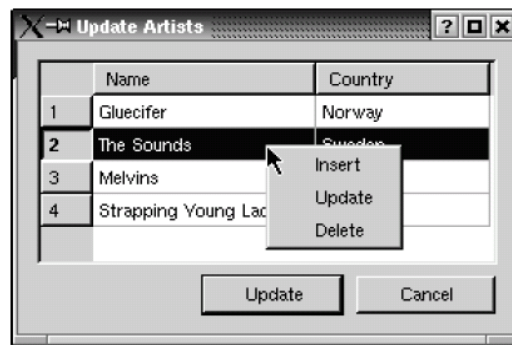 Update Artists
Name Country
1 Gluecifer Norway
2 The Sounds Sweden
Insert
3 Melvins
Update
4 Strapping Young Lad
Delete
Update Cancel